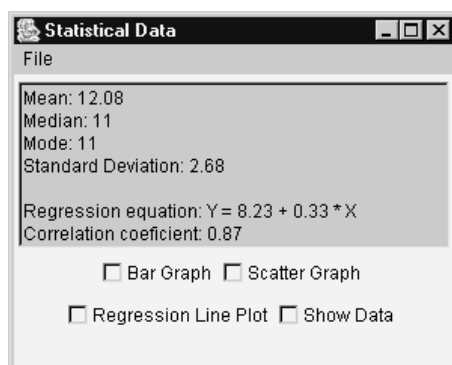 Statistical Data
File
Mean: 12.08
Median: 11
Mode: 11
Standard Deviation: 2.68
Regression equation: Y = 8.23 + 0.33 * X
Correlation coeficient: 0.87
Bar Graph Scatter Graph
Regression Line Plot Show Data